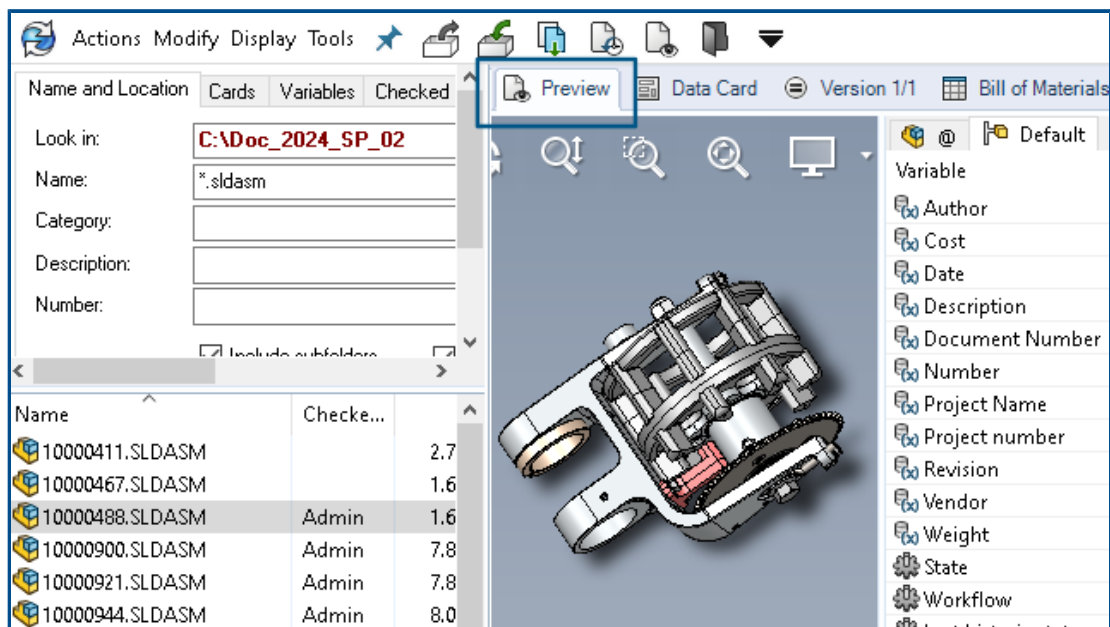 Actions Modify Display Tools
Name and Location Cards Variables Checked
Look in: C:\Doc_2024_SP_02
Name: *.sldasm
Category:
Description:
Number:
Include subfolders
Name Checke...
10000411.SLDASM 2.7
10000467.SLDASM 1.6
10000488.SLDASM Admin 1.6
10000900.SLDASM Admin 7.8
10000921.SLDASM Admin 7.8
10000944.SLDASM Admin 8.0
Preview Data Card Version 1/1 Bill of Materials
@ Default
Variable
Author
Cost
Date
Description
Document Number
Number
Project Name
Project number
Revision
Vendor
Weight
State
Workflow